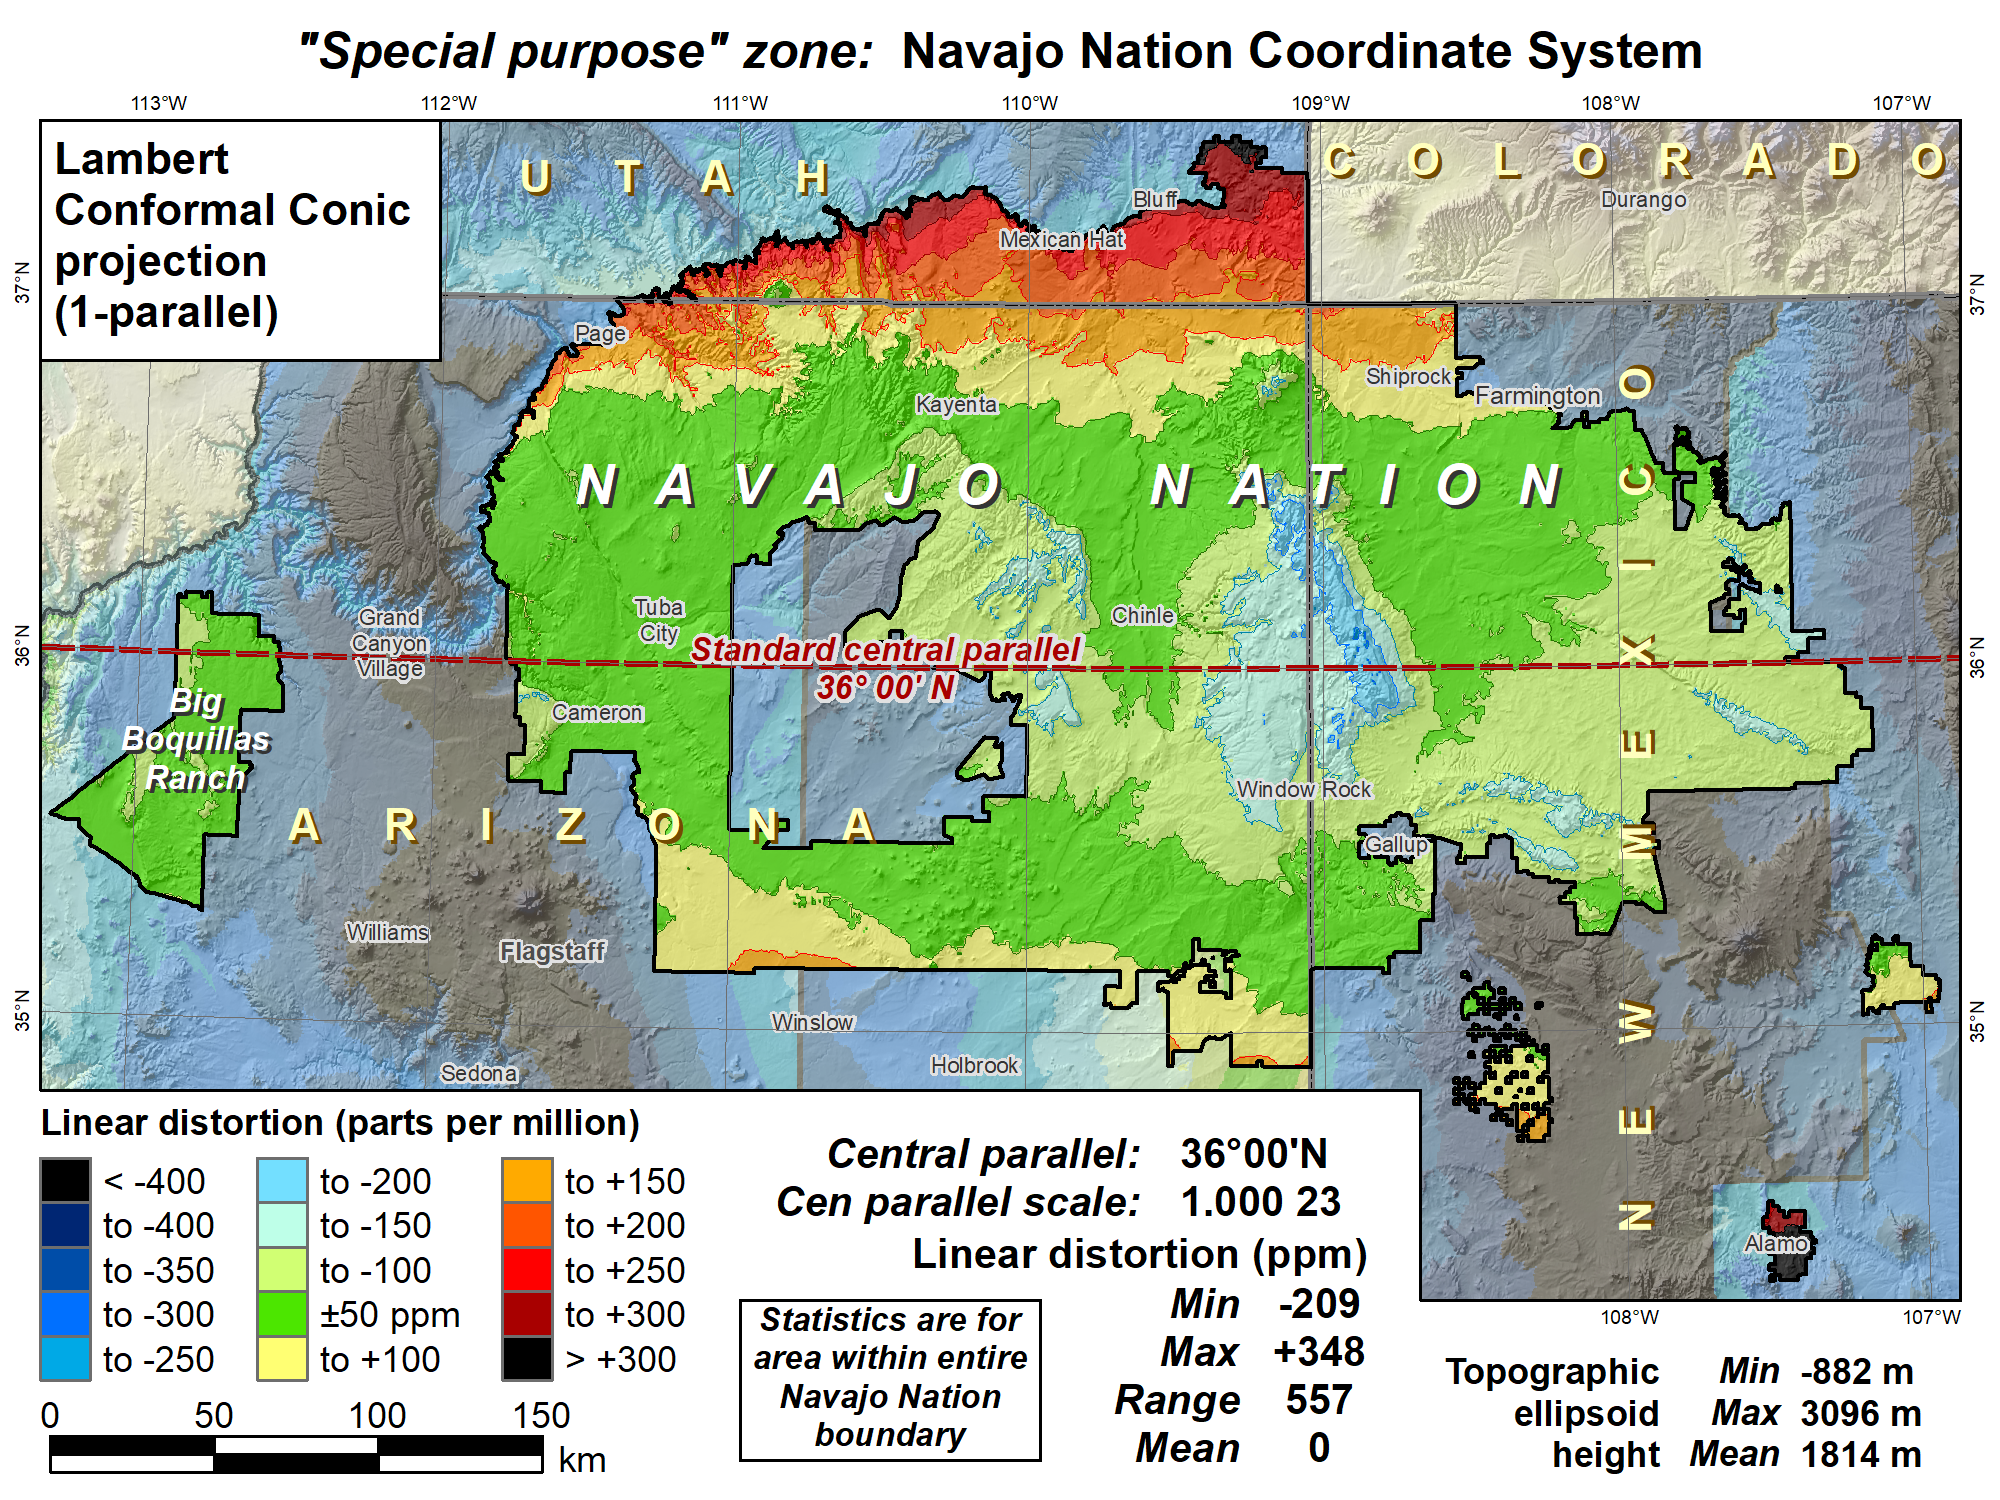 "Special purpose" zone: Navajo Nation Coordinate System
113°W 112°W 111°W 110°W 109°W 108°W 107°W
Lambert
Conformal Conic
projection
(1-parallel)
UTAH
COLORADO
Bluff
Durango
Mexican Hat
37°N
37°N
Page
Shiprock
Farmington
Kayenta
NAVAJO NATION
NEW MEXICO
Grand
Canyon
Village
Tuba
City
Chinle
36°N
36°N
Standard central parallel
36° 00' N
Big
Boquillas
Ranch
Cameron
Window Rock
ARIZONA
Gallup
Williams
Flagstaff
35°N
35°N
Winslow
Holbrook
Sedona
Alamo
108°W 107°W
Linear distortion (parts per million)
< -400
to -400
to -350
to -300
to -250
to -200
to -150
to -100
±50 ppm
to +100
to +150
to +200
to +250
to +300
> +300
0 50 100 150
km
Central parallel: 36°00'N
Cen parallel scale: 1.000 23
Linear distortion (ppm)
Min -209
Max +348
Range 557
Mean 0
Statistics are for
area within entire
Navajo Nation
boundary
Topographic
ellipsoid
height
Min -882 m
Max 3096 m
Mean 1814 m